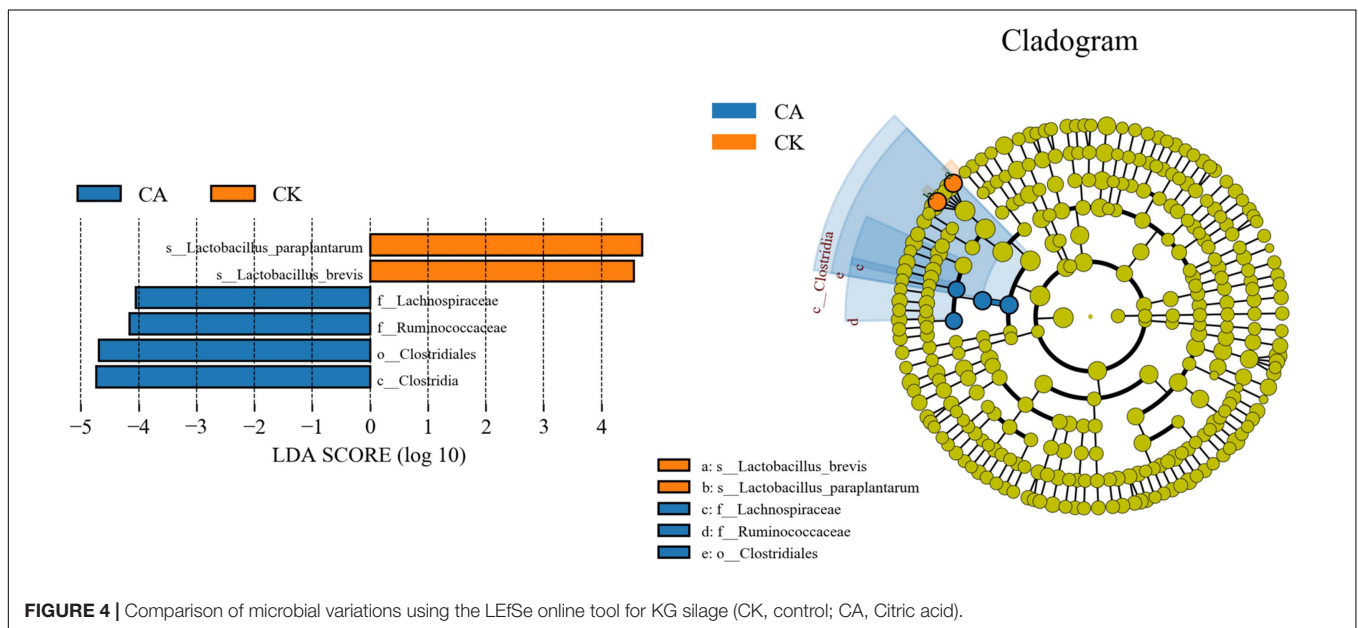 Cladogram
CA
CK
CA
CK
s__Lactobacillus_paraplantarum
s__Lactobacillus_brevis
f__Lachnospiraceae
f__Ruminococcaceae
o__Clostridiales
c__Clostridia
−5 −4 −3 −2 −1 0 1 2 3 4
LDA SCORE (log 10)
a
b
c__Clostridia
e
c
d
a: s__Lactobacillus_brevis
b: s__Lactobacillus_paraplantarum
c: f__Lachnospiraceae
d: f__Ruminococcaceae
e: o__Clostridiales
FIGURE 4 | Comparison of microbial variations using the LEfSe online tool for KG silage (CK, control; CA, Citric acid).